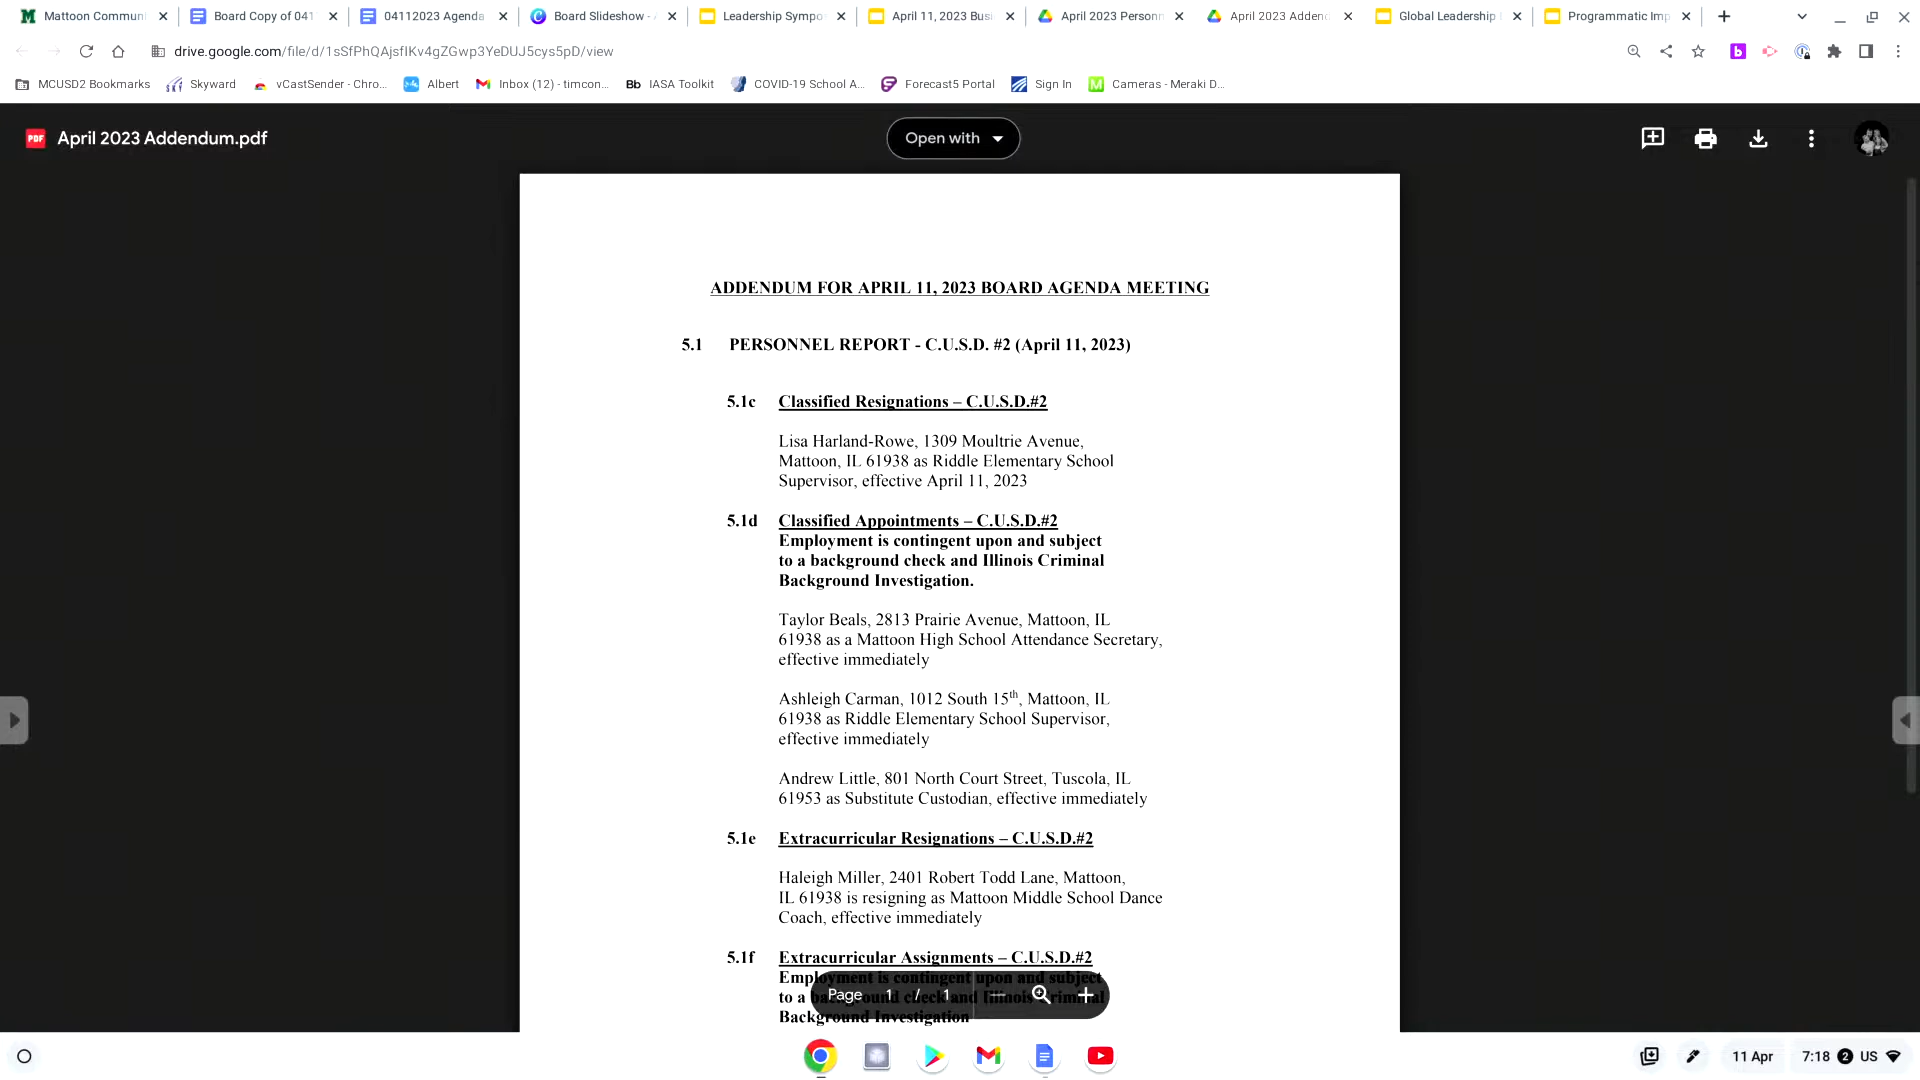 Mattoon Commun
Board Copy of 041
04112023 Agenda
Board Slideshow -
Leadership Sympo
April 11, 2023 Busi
April 2023 Personn
April 2023 Addend
Global Leadership
Programmatic Imp
drive.google.com/file/d/1sSfPhQAjsfIKv4gZGwp3YeDUJ5cys5pD/view
MCUSD2 Bookmarks
Skyward
vCastSender - Chro...
Albert
Inbox (12) - timcon...
Bb IASA Toolkit
COVID-19 School A...
Forecast5 Portal
Sign In
Cameras - Meraki D...
PDF April 2023 Addendum.pdf
Open with
ADDENDUM FOR APRIL 11, 2023 BOARD AGENDA MEETING
5.1 PERSONNEL REPORT - C.U.S.D. #2 (April 11, 2023)
5.1c Classified Resignations – C.U.S.D.#2
Lisa Harland-Rowe, 1309 Moultrie Avenue,
Mattoon, IL 61938 as Riddle Elementary School
Supervisor, effective April 11, 2023
5.1d Classified Appointments – C.U.S.D.#2
Employment is contingent upon and subject
to a background check and Illinois Criminal
Background Investigation.
Taylor Beals, 2813 Prairie Avenue, Mattoon, IL
61938 as a Mattoon High School Attendance Secretary,
effective immediately
Ashleigh Carman, 1012 South 15th, Mattoon, IL
61938 as Riddle Elementary School Supervisor,
effective immediately
Andrew Little, 801 North Court Street, Tuscola, IL
61953 as Substitute Custodian, effective immediately
5.1e Extracurricular Resignations – C.U.S.D.#2
Haleigh Miller, 2401 Robert Todd Lane, Mattoon,
IL 61938 is resigning as Mattoon Middle School Dance
Coach, effective immediately
5.1f Extracurricular Assignments – C.U.S.D.#2
Employment is contingent upon and subject
to a background check and Illinois Criminal
Background Investigation
Page 1 / 1
11 Apr
7:18 2 US